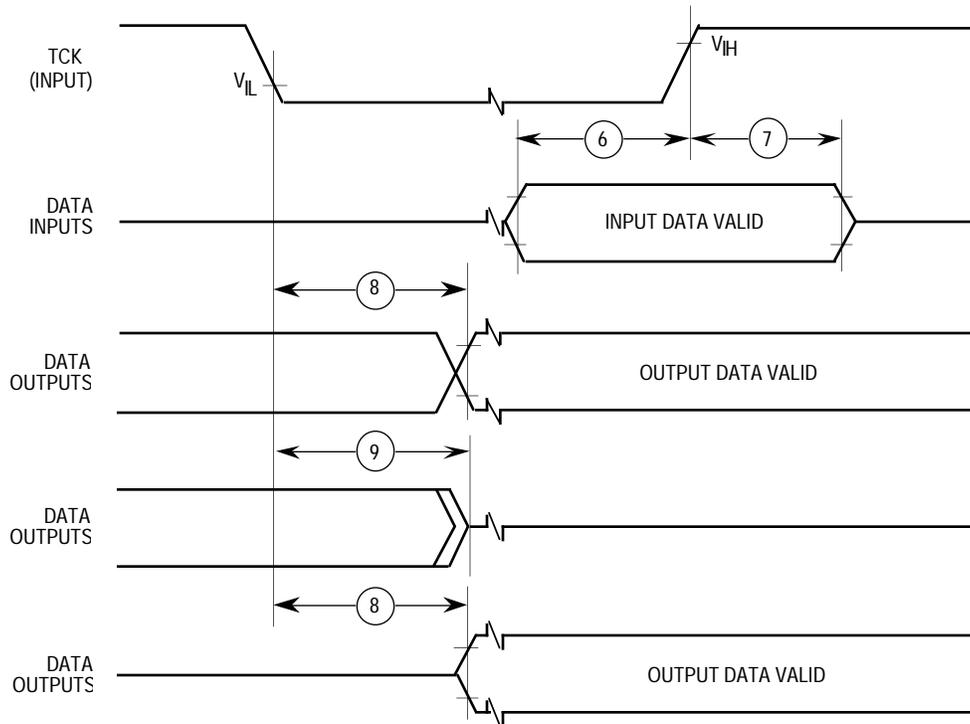 TCK
(INPUT)
VIL
VIH
6
7
DATA
INPUTS
INPUT DATA VALID
8
DATA
OUTPUTS
OUTPUT DATA VALID
9
DATA
OUTPUTS
8
DATA
OUTPUTS
OUTPUT DATA VALID